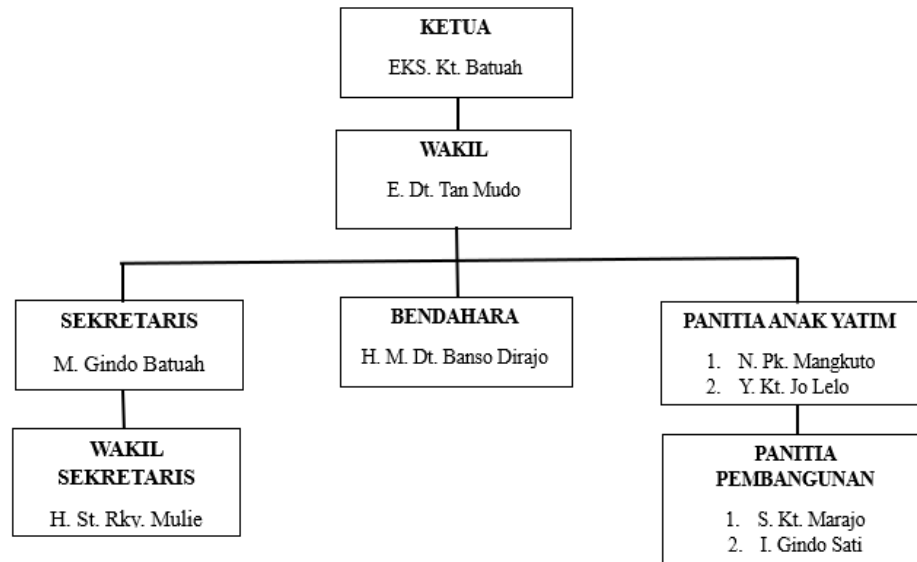 KETUA
EKS. Kt. Batuah
WAKIL
E. Dt. Tan Mudo
SEKRETARIS
M. Gindo Batuah
BENDAHARA
H. M. Dt. Banso Dirajo
PANITIA ANAK YATIM
1. N. Pk. Mangkuto
2. Y. Kt. Jo Lelo
WAKIL
SEKRETARIS
H. St. Rky. Mulie
PANITIA
PEMBANGUNAN
1. S. Kt. Marajo
2. I. Gindo Sati